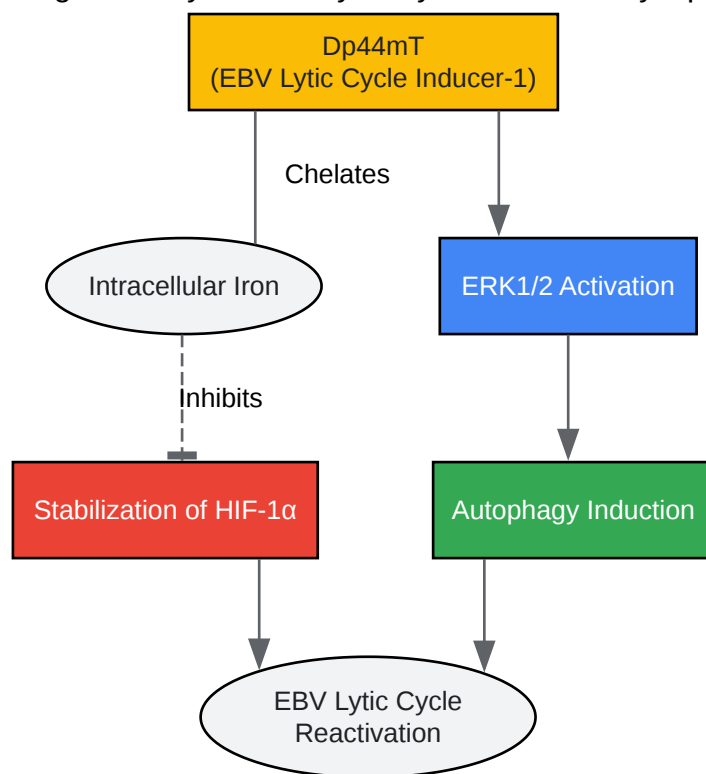 Dp44mT
(EBV Lytic Cycle Inducer-1)
Chelates
Intracellular Iron
ERK1/2 Activation
Inhibits
Stabilization of HIF-1α
Autophagy Induction
EBV Lytic Cycle
Reactivation